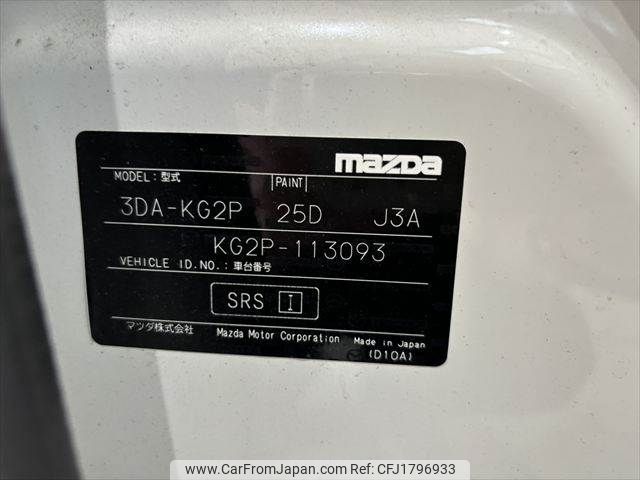 mazda
MODEL：型式 PAINT
3DA-KG2P 25D J3A
KG2P-113093
VEHICLE ID.NO.：車台番号
SRS I
マツダ株式会社 Mazda Motor Corporation Made in Japan
(D10A)
www.CarFromJapan.com - ID CFJ1796933